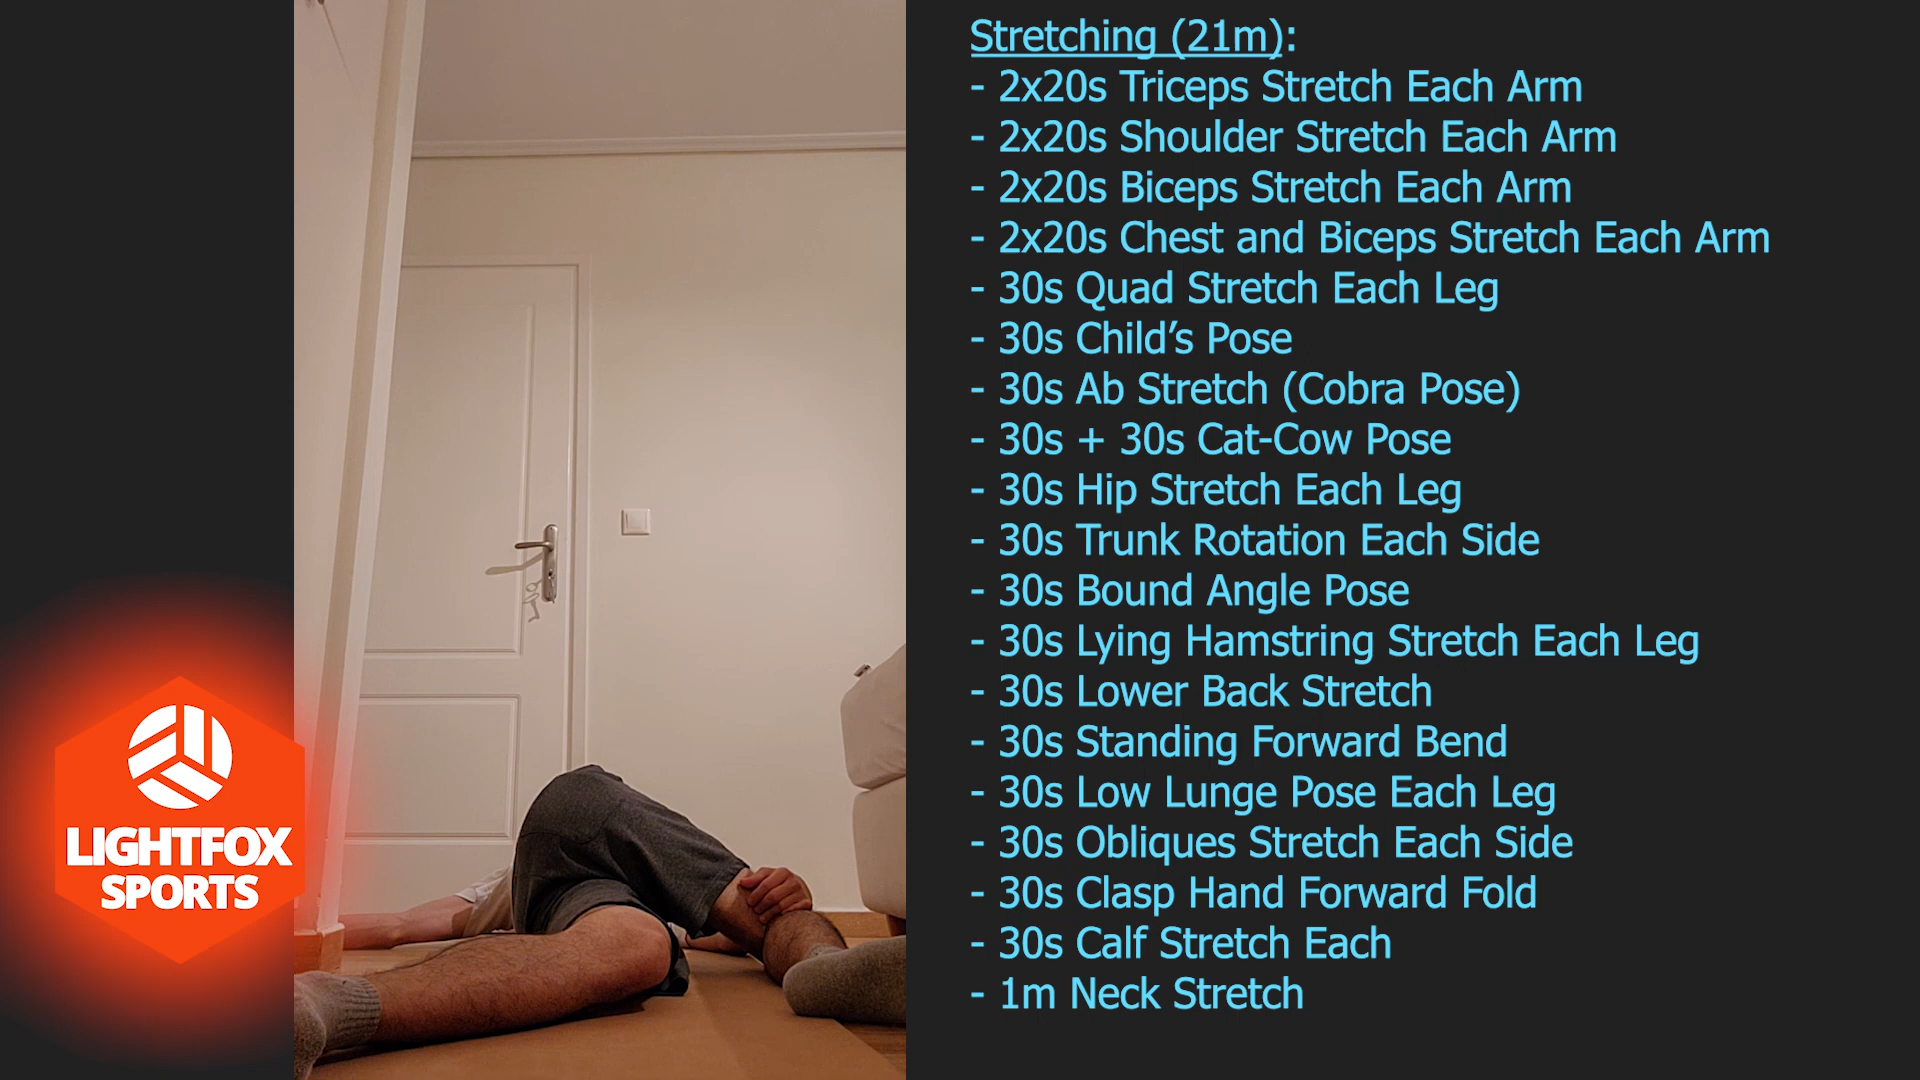 Stretching (21m):
- 2x20s Triceps Stretch Each Arm
- 2x20s Shoulder Stretch Each Arm
- 2x20s Biceps Stretch Each Arm
- 2x20s Chest and Biceps Stretch Each Arm
- 30s Quad Stretch Each Leg
- 30s Child’s Pose
- 30s Ab Stretch (Cobra Pose)
- 30s + 30s Cat-Cow Pose
- 30s Hip Stretch Each Leg
- 30s Trunk Rotation Each Side
- 30s Bound Angle Pose
- 30s Lying Hamstring Stretch Each Leg
- 30s Lower Back Stretch
- 30s Standing Forward Bend
- 30s Low Lunge Pose Each Leg
- 30s Obliques Stretch Each Side
- 30s Clasp Hand Forward Fold
- 30s Calf Stretch Each
- 1m Neck Stretch
LIGHTFOX
SPORTS